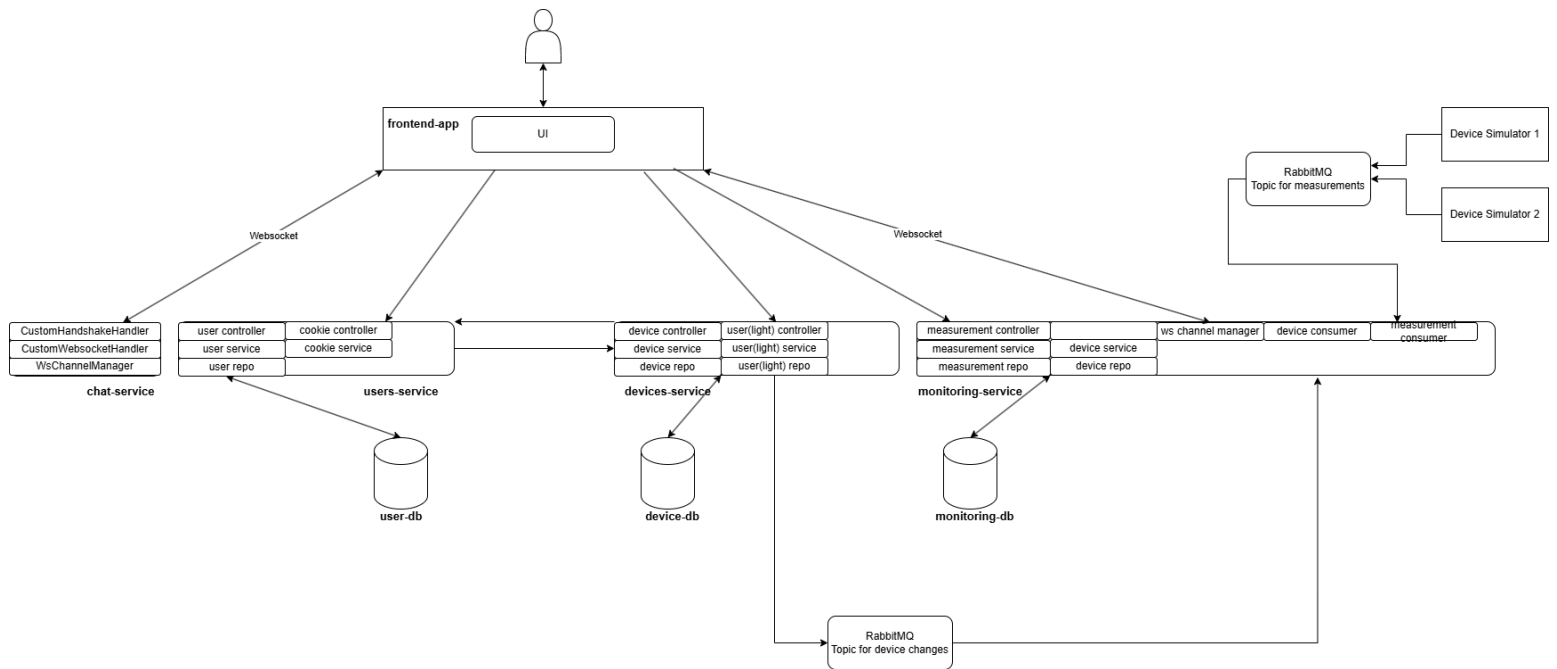 frontend-app
UI
Device Simulator 1
RabbitMQ
Topic for measurements
Device Simulator 2
Websocket
Websocket
CustomHandshakeHandler
CustomWebsocketHandler
WsChannelManager
chat-service
user controller
cookie controller
user service
cookie service
user repo
users-service
device controller
user(light) controller
device service
user(light) service
device repo
user(light) repo
devices-service
measurement controller
ws channel manager
device consumer
measurement
consumer
measurement service
device service
measurement repo
device repo
monitoring-service
user-db
device-db
monitoring-db
RabbitMQ
Topic for device changes